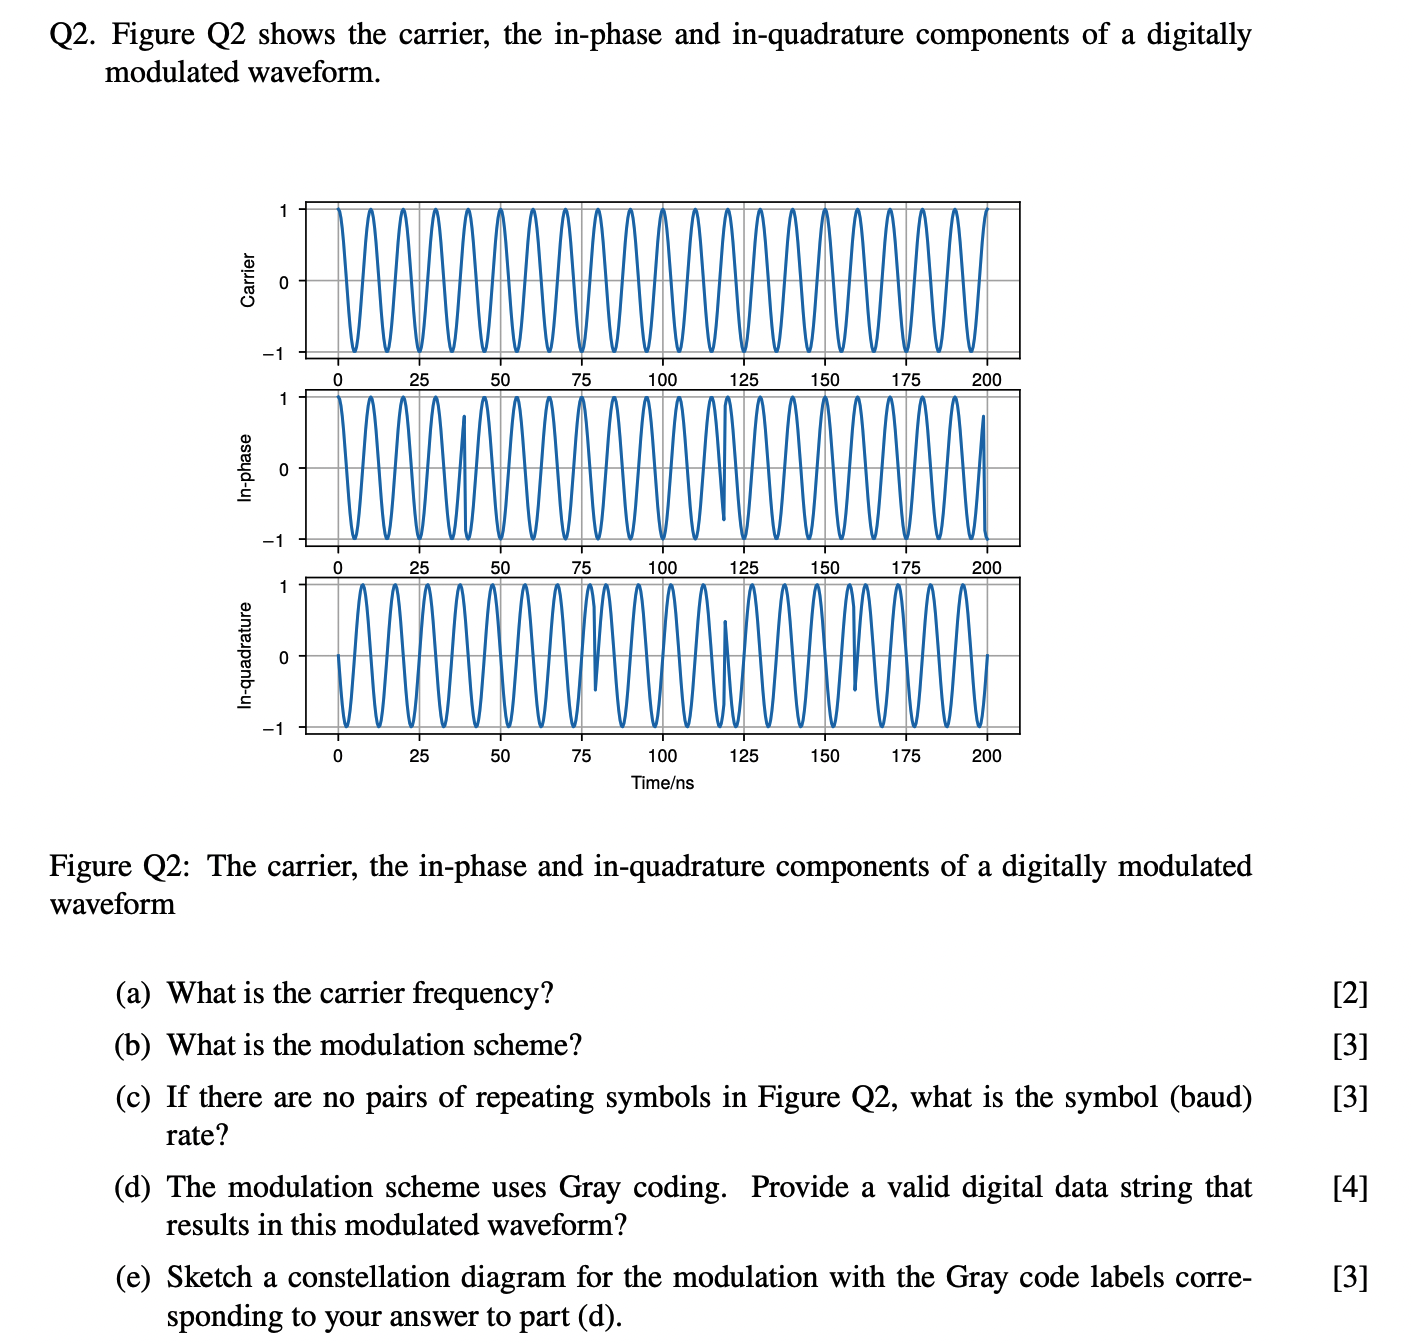 Q2. Figure Q2 shows the carrier, the in-phase and in-quadrature components of a digitally
modulated waveform.
1
0
−1
Carrier
0 25 50 75 100 125 150 175 200
1
0
−1
In-phase
0 25 50 75 100 125 150 175 200
1
0
−1
In-quadrature
0 25 50 75 100 125 150 175 200
Time/ns
Figure Q2: The carrier, the in-phase and in-quadrature components of a digitally modulated
waveform
(a) What is the carrier frequency? [2]
(b) What is the modulation scheme? [3]
(c) If there are no pairs of repeating symbols in Figure Q2, what is the symbol (baud) [3]
rate?
(d) The modulation scheme uses Gray coding. Provide a valid digital data string that [4]
results in this modulated waveform?
(e) Sketch a constellation diagram for the modulation with the Gray code labels corre- [3]
sponding to your answer to part (d).